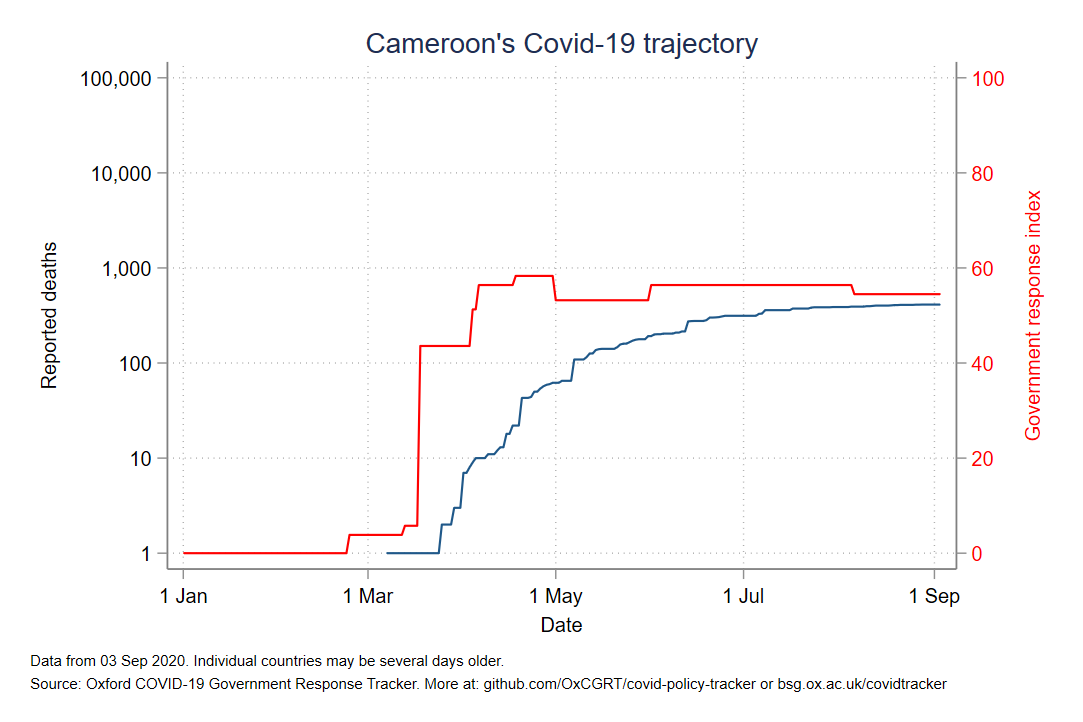 Cameroon's Covid-19 trajectory
100,000
10,000
1,000
100
10
1
Reported deaths
100
80
60
40
20
0
Government response index
1 Jan
1 Mar
1 May
1 Jul
1 Sep
Date
Data from 03 Sep 2020. Individual countries may be several days older.
Source: Oxford COVID-19 Government Response Tracker. More at: github.com/OxCGRT/covid-policy-tracker or bsg.ox.ac.uk/covidtracker